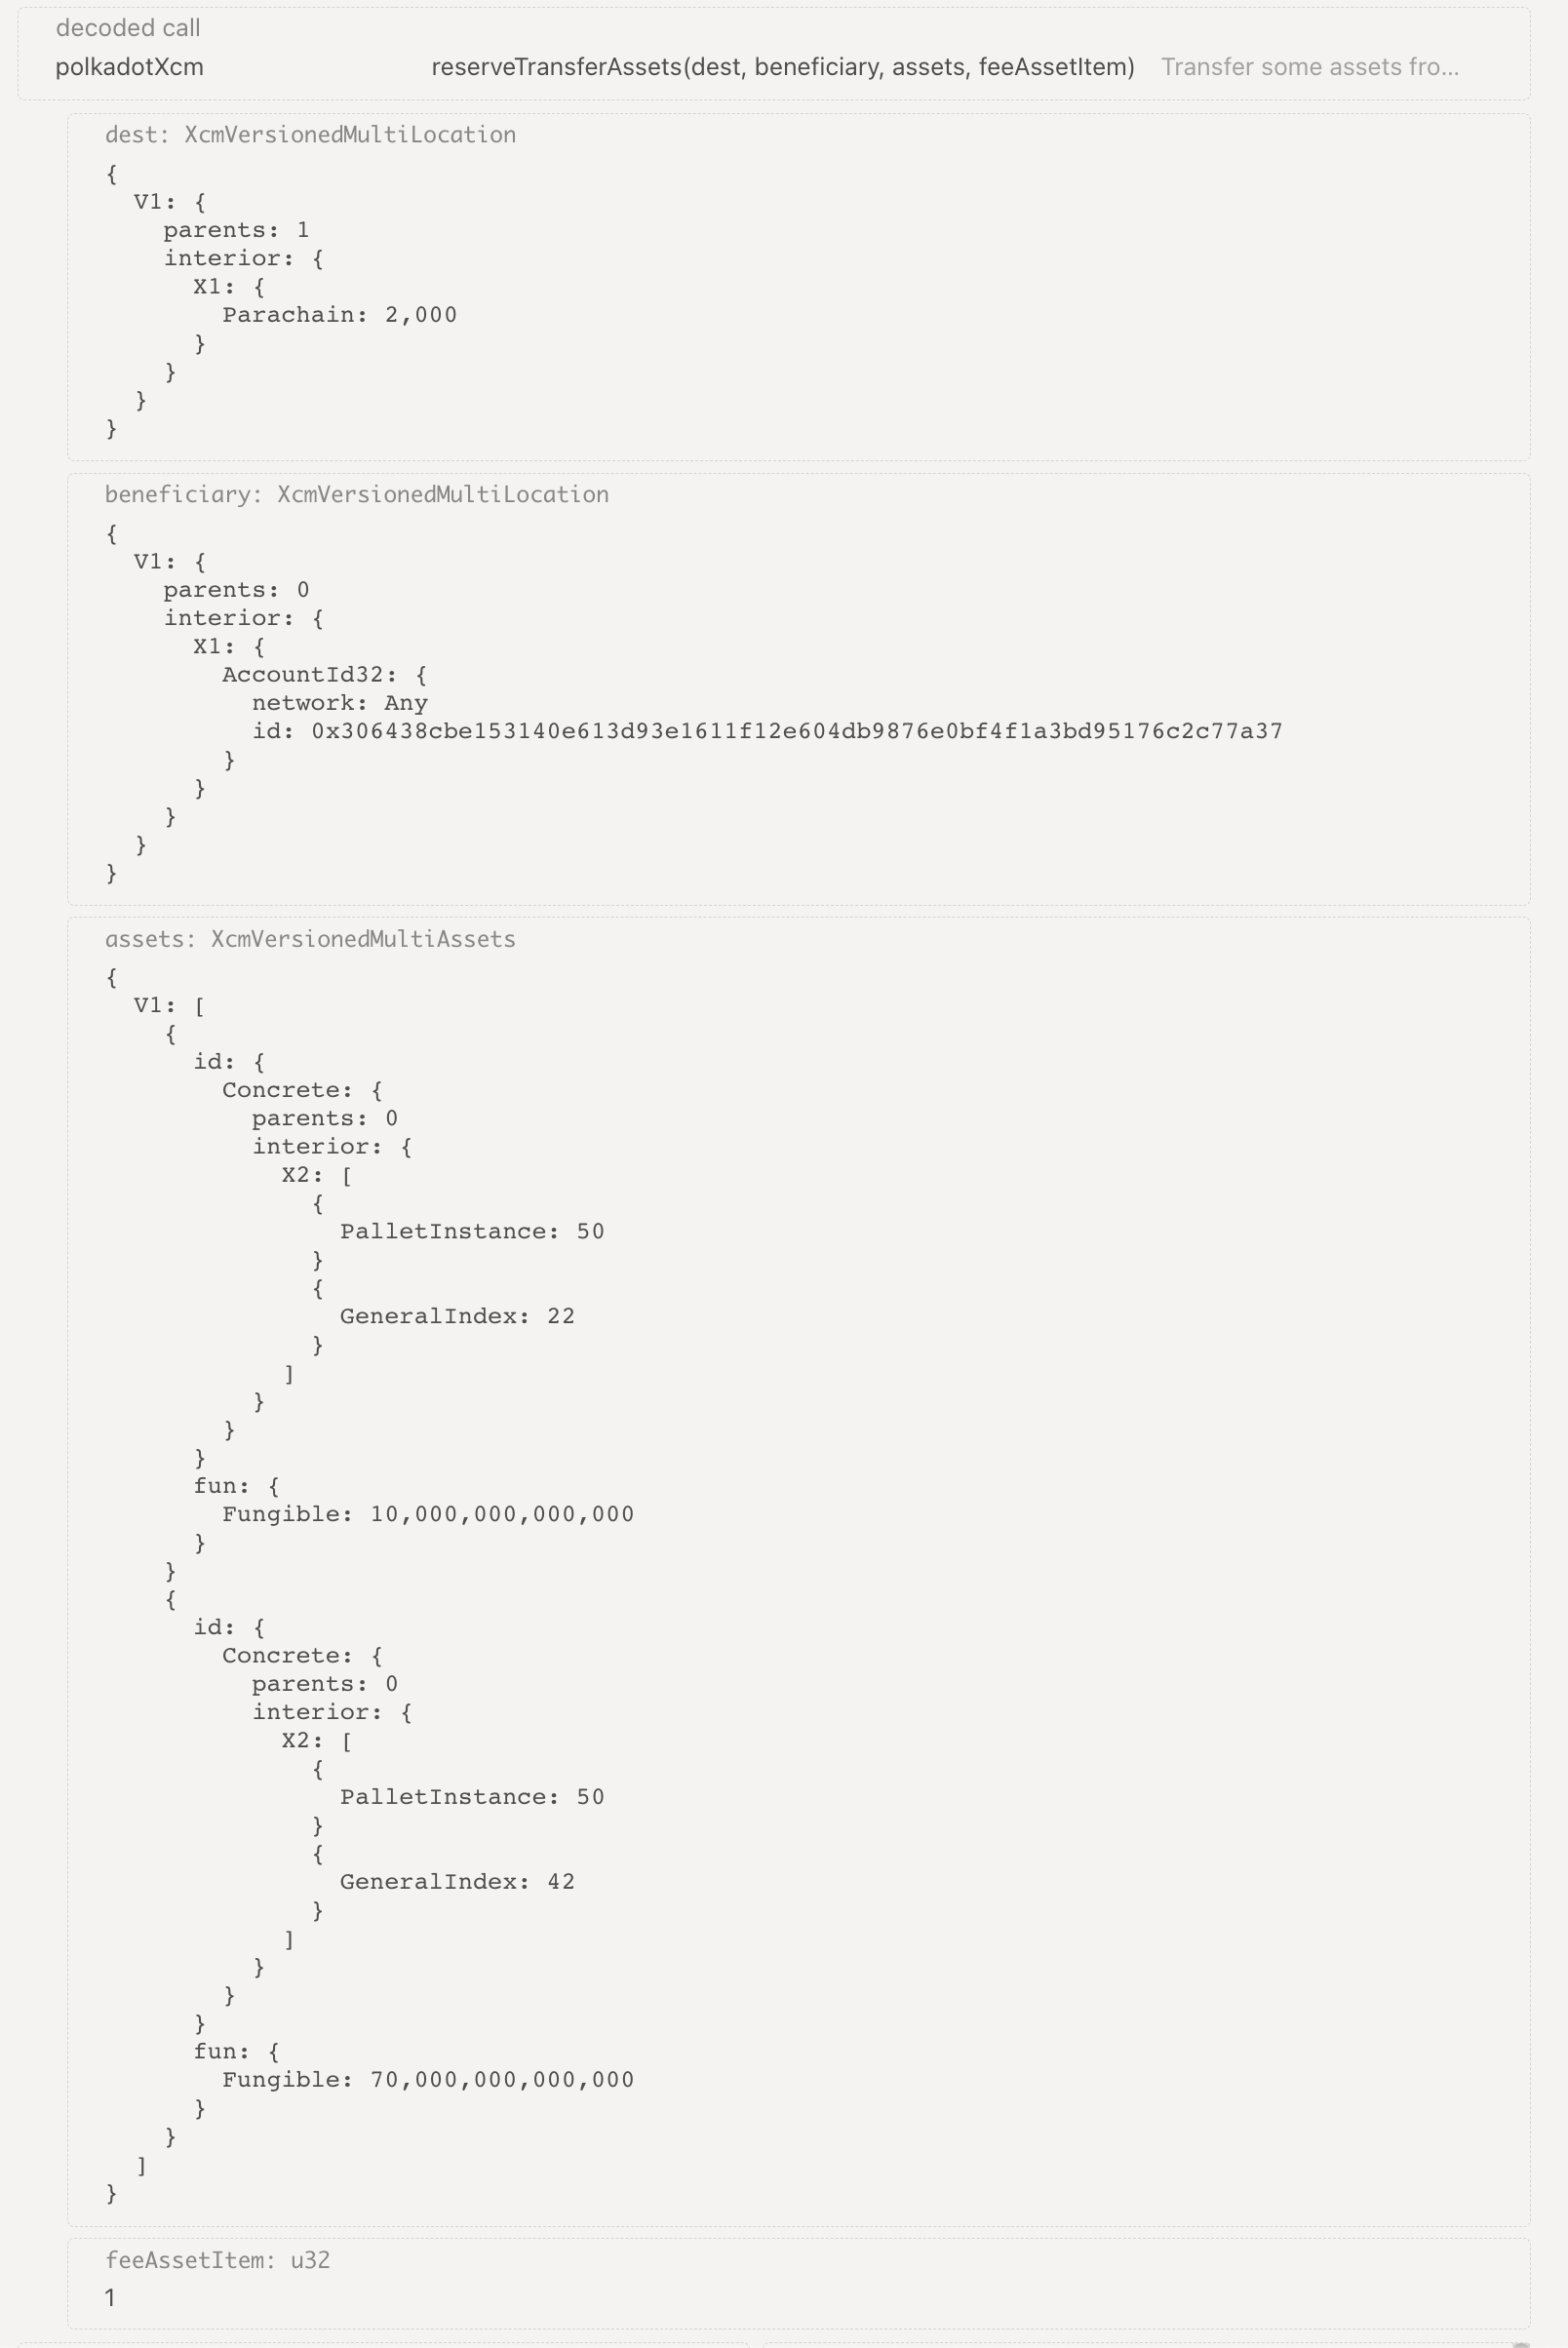 decoded call
polkadotXcm reserveTransferAssets(dest, beneficiary, assets, feeAssetItem) Transfer some assets fro...
dest: XcmVersionedMultiLocation
{
  V1: {
    parents: 1
    interior: {
      X1: {
        Parachain: 2,000
      }
    }
  }
}
beneficiary: XcmVersionedMultiLocation
{
  V1: {
    parents: 0
    interior: {
      X1: {
        AccountId32: {
          network: Any
          id: 0x306438cbe153140e613d93e1611f12e604db9876e0bf4f1a3bd95176c2c77a37
        }
      }
    }
  }
}
assets: XcmVersionedMultiAssets
{
  V1: [
    {
      id: {
        Concrete: {
          parents: 0
          interior: {
            X2: [
              {
                PalletInstance: 50
              }
              {
                GeneralIndex: 22
              }
            ]
          }
        }
      }
      fun: {
        Fungible: 10,000,000,000,000
      }
    }
    {
      id: {
        Concrete: {
          parents: 0
          interior: {
            X2: [
              {
                PalletInstance: 50
              }
              {
                GeneralIndex: 42
              }
            ]
          }
        }
      }
      fun: {
        Fungible: 70,000,000,000,000
      }
    }
  ]
}
feeAssetItem: u32
1